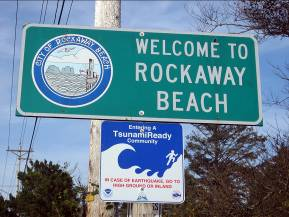 CITY OF ROCKAWAY BEACH
WELCOME TO
ROCKAWAY
BEACH
Entering A
TsunamiReady
Community
IN CASE OF EARTHQUAKE, GO TO
HIGH GROUND OR INLAND